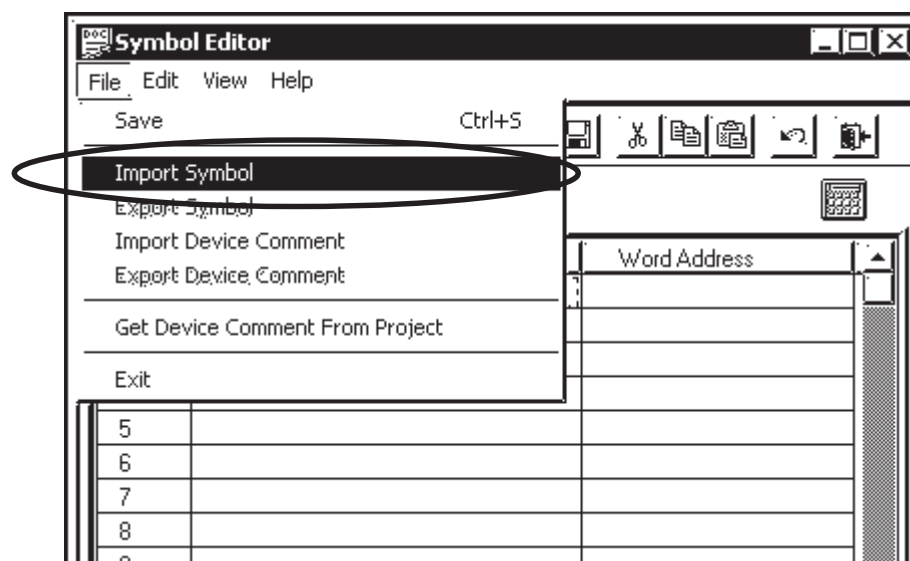 DOC Symbol Editor
File Edit View Help
Save Ctrl+S
Import Symbol
Export Symbol
Import Device Comment
Word Address
Export Device Comment
Get Device Comment From Project
Exit
5
6
7
8